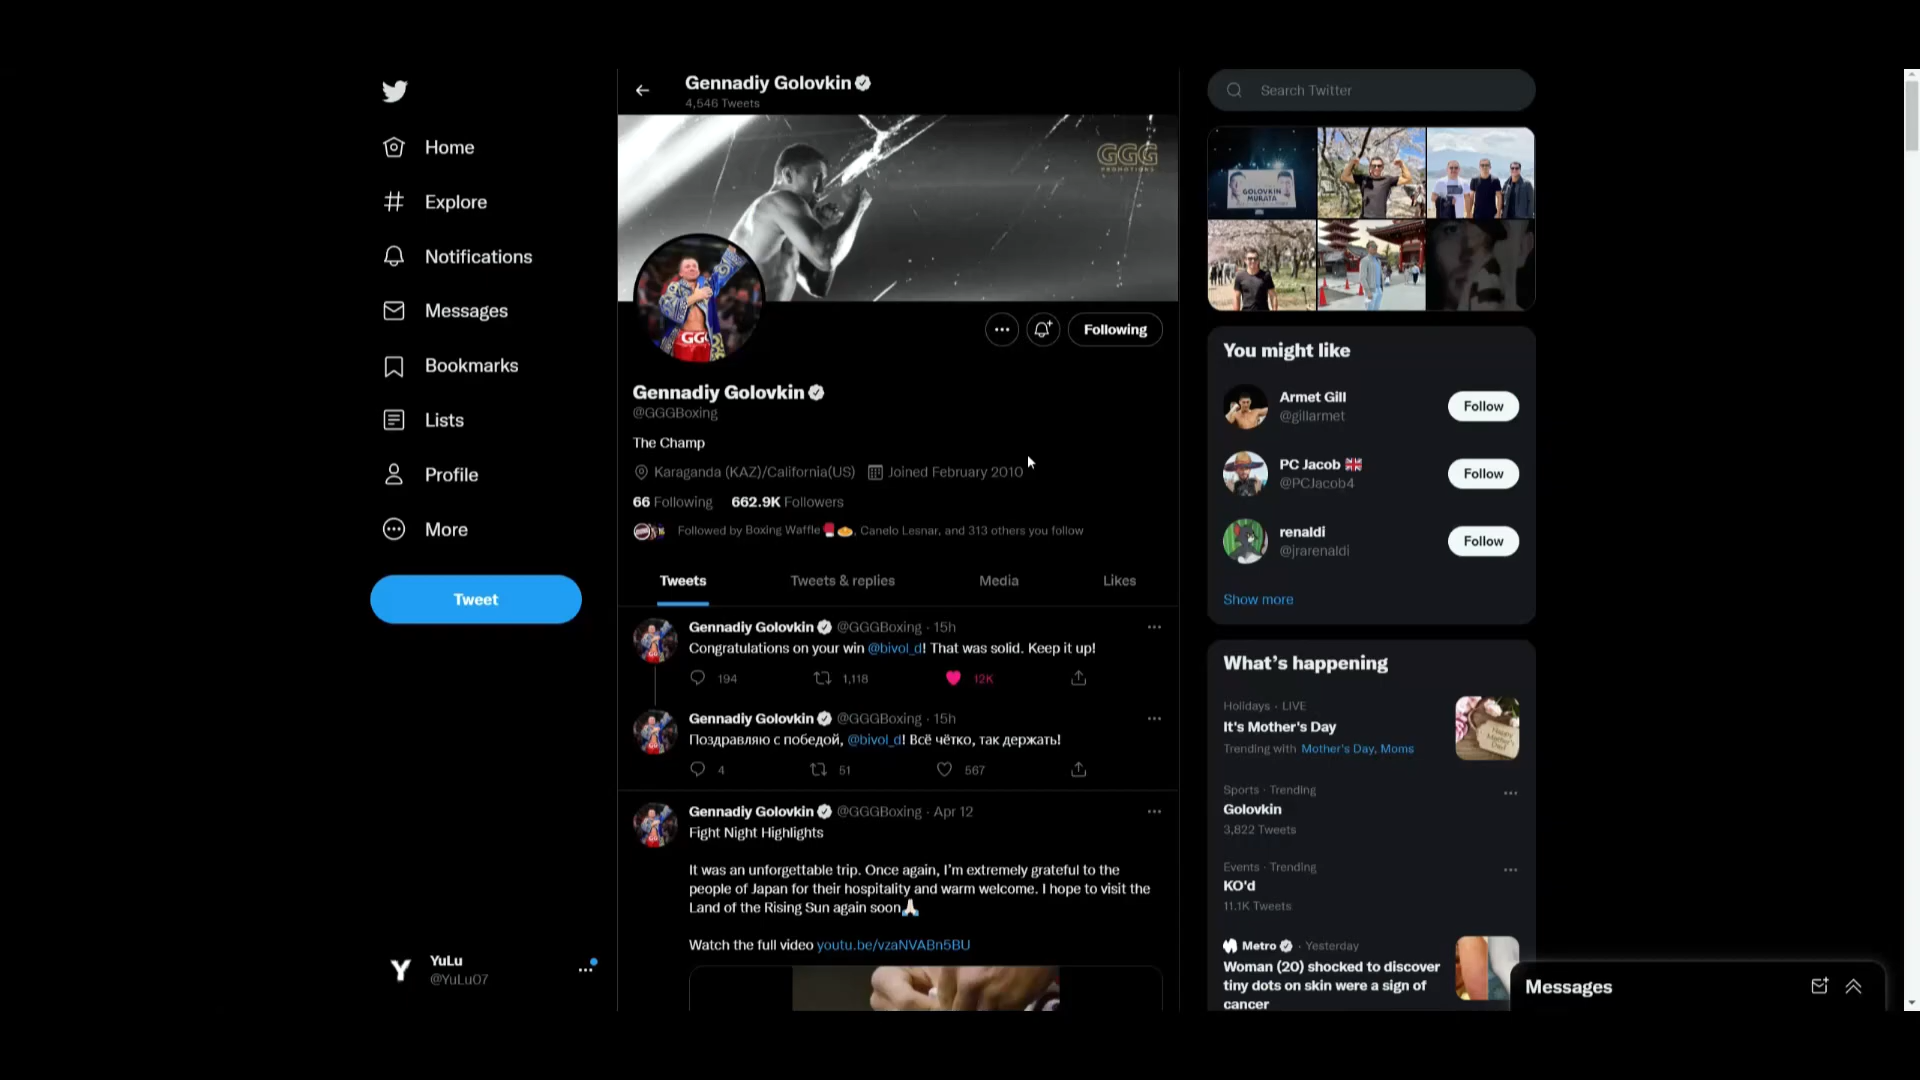 Home
Explore
Notifications
Messages
Bookmarks
Lists
Profile
More
Tweet
YuLu
@YuLu07
Gennadiy Golovkin
4,546 Tweets
GGG
PROMOTIONS
GGG
Following
Gennadiy Golovkin
@GGGBoxing
The Champ
Karaganda (KAZ)/California(US) Joined February 2010
66 Following 662.9K Followers
Followed by Boxing Waffle🥊🥧, Canelo Lesnar, and 313 others you follow
Tweets Tweets & replies Media Likes
Gennadiy Golovkin @GGGBoxing · 15h
Congratulations on your win @bivol_d! That was solid. Keep it up!
194 1,118 12K
Gennadiy Golovkin @GGGBoxing · 15h
Поздравляю с победой, @bivol_d! Всё чётко, так держать!
4 51 567
Gennadiy Golovkin @GGGBoxing · Apr 12
Fight Night Highlights
It was an unforgettable trip. Once again, I'm extremely grateful to the
people of Japan for their hospitality and warm welcome. I hope to visit the
Land of the Rising Sun again soon🙏🏻
Watch the full video youtu.be/vzaNVABn5BU
Search Twitter
GOLOVKIN
MURATA
You might like
Armet Gill
@gillarmet
Follow
PC Jacob 🇬🇧
@PCJacob4
Follow
renaldi
@jrarenaldi
Follow
Show more
What's happening
Holidays · LIVE
It's Mother's Day
Trending with Mother's Day, Moms
Happy
Mother's
Day
Sports · Trending
Golovkin
3,822 Tweets
Events · Trending
KO'd
11.1K Tweets
Metro · Yesterday
Woman (20) shocked to discover
tiny dots on skin were a sign of
cancer
Messages